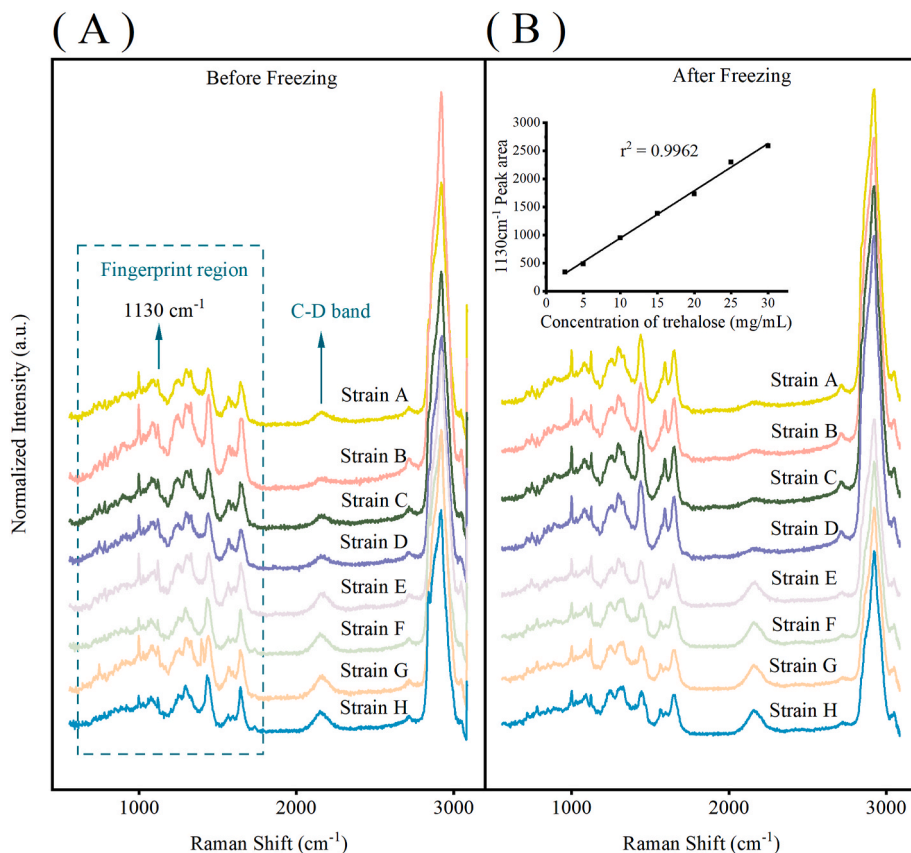 ( A )
Before Freezing
Fingerprint region
1130 cm⁻¹
C-D band
Strain A
Strain B
Strain C
Strain D
Strain E
Strain F
Strain G
Strain H
1000
2000
3000
Raman Shift (cm⁻¹)
Normalized Intensity (a.u.)
( B )
After Freezing
3000
2500
2000
1500
1000
500
0
r² = 0.9962
1130cm⁻¹ Peak area
0
5
10
15
20
25
30
Concentration of trehalose (mg/mL)
Strain A
Strain B
Strain C
Strain D
Strain E
Strain F
Strain G
Strain H
1000
2000
3000
Raman Shift (cm⁻¹)